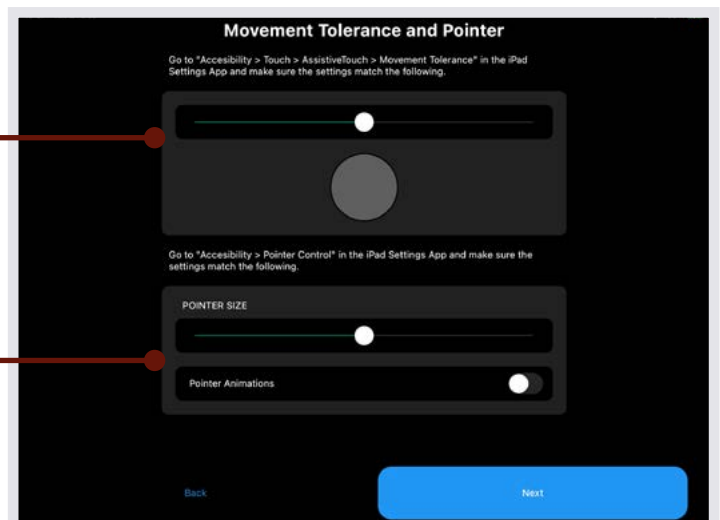 Movement Tolerance and Pointer
Go to "Accesibility > Touch > AssistiveTouch > Movement Tolerance" in the iPad
Settings App and make sure the settings match the following.
Go to "Accesibility > Pointer Control" in the iPad Settings App and make sure the
settings match the following.
POINTER SIZE
Pointer Animations
Back
Next